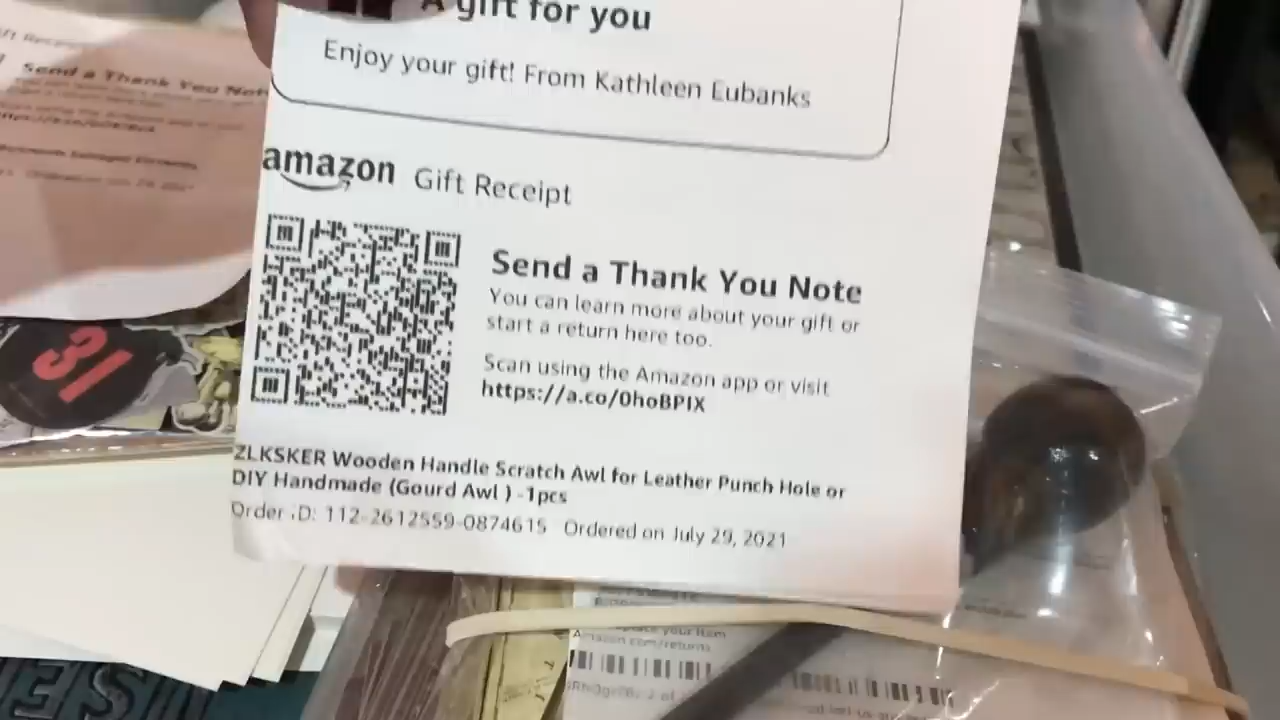 A gift for you
Enjoy your gift! From Kathleen Eubanks
amazon Gift Receipt
Send a Thank You Note
You can learn more about your gift or
start a return here too.
Scan using the Amazon app or visit
https://a.co/0hoBPIX
ZLKSKER Wooden Handle Scratch Awl for Leather Punch Hole or
DIY Handmade (Gourd Awl ) -1pcs
Order ID: 112-2612559-0874615 Ordered on July 29, 2021
Send a Thank You Not
31
your item
Amazon.com/returns